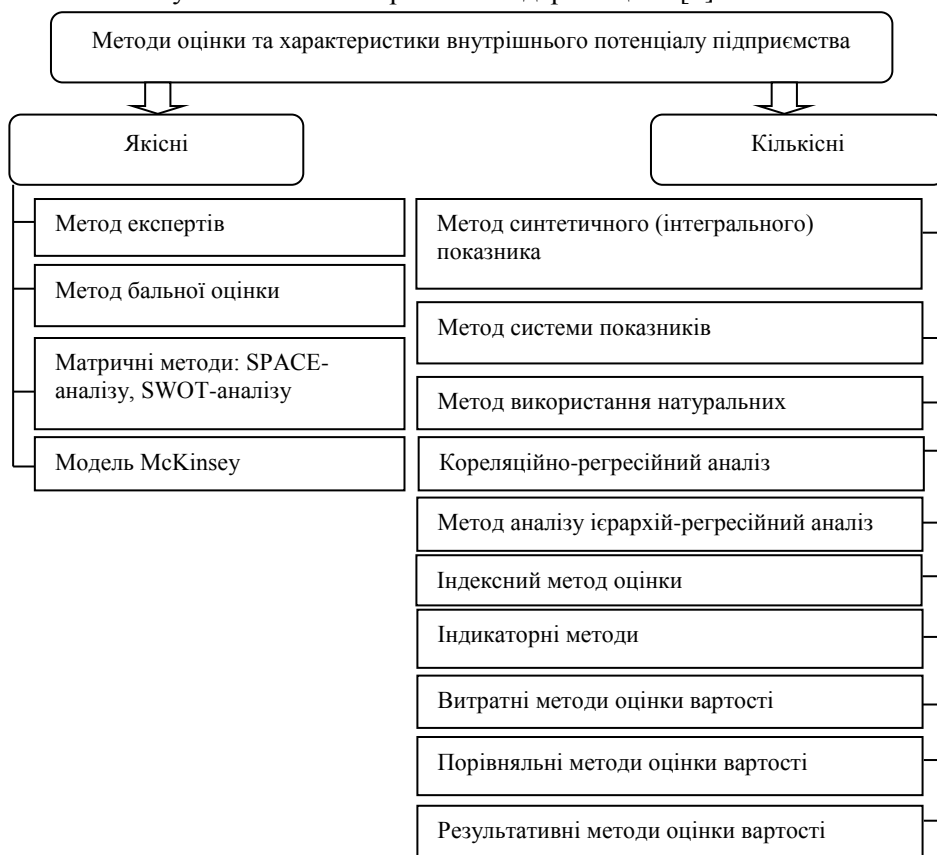 Методи оцінки та характеристики внутрішнього потенціалу підприємства
Якісні
Кількісні
Метод експертів
Метод бальної оцінки
Матричні методи: SPACE-
аналізу, SWOT-аналізу
Модель McKinsey
Метод синтетичного (інтегрального)
показника
Метод системи показників
Метод використання натуральних
Кореляційно-регресійний аналіз
Метод аналізу ієрархій-регресійний аналіз
Індексний метод оцінки
Індикаторні методи
Витратні методи оцінки вартості
Порівняльні методи оцінки вартості
Результативні методи оцінки вартості